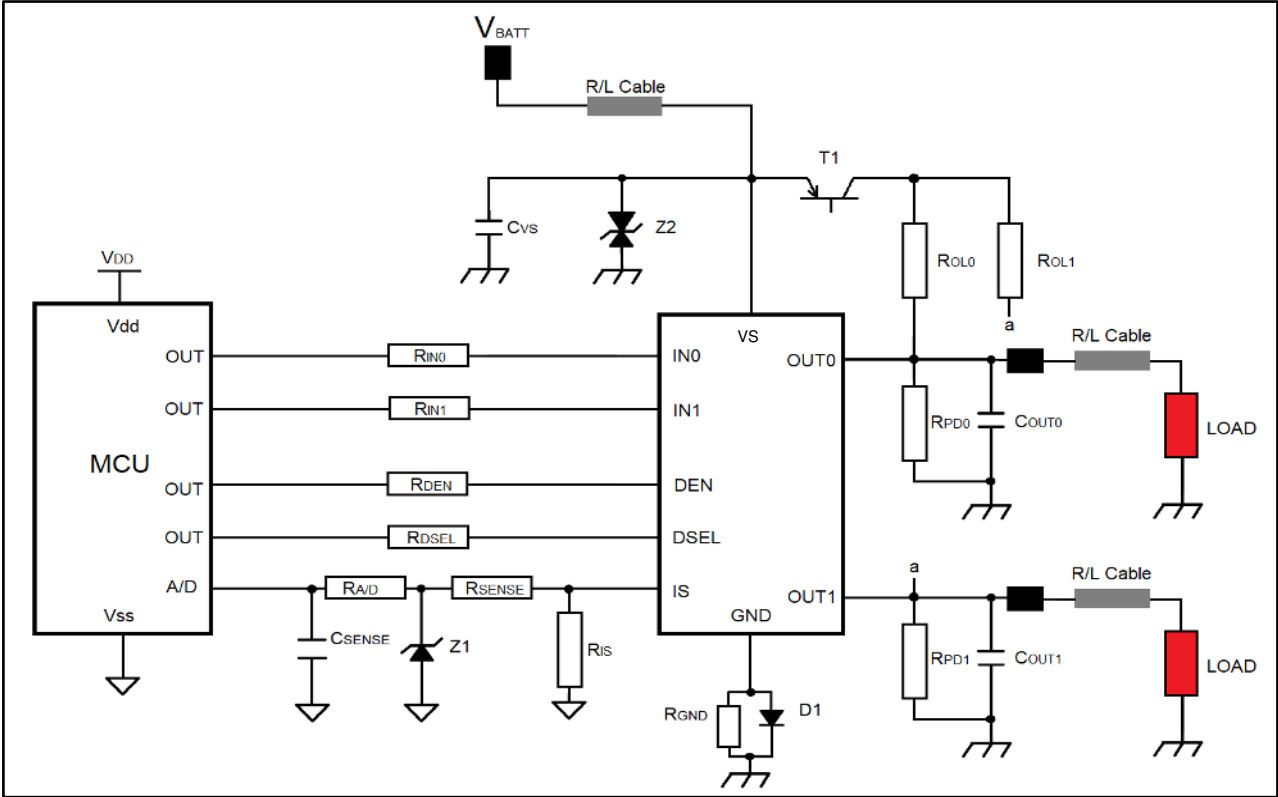 VBATT
R/L Cable
T1
CVS
Z2
ROL0
ROL1
a
VDD
Vdd
VS
R/L Cable
OUT
RIN0
IN0
OUT0
OUT
RIN1
IN1
RPD0
COUT0
LOAD
MCU
OUT
RDEN
DEN
OUT
RDSEL
DSEL
A/D
RA/D
RSENSE
IS
a
R/L Cable
OUT1
Vss
GND
CSENSE
Z1
RIS
RPD1
COUT1
LOAD
RGND
D1